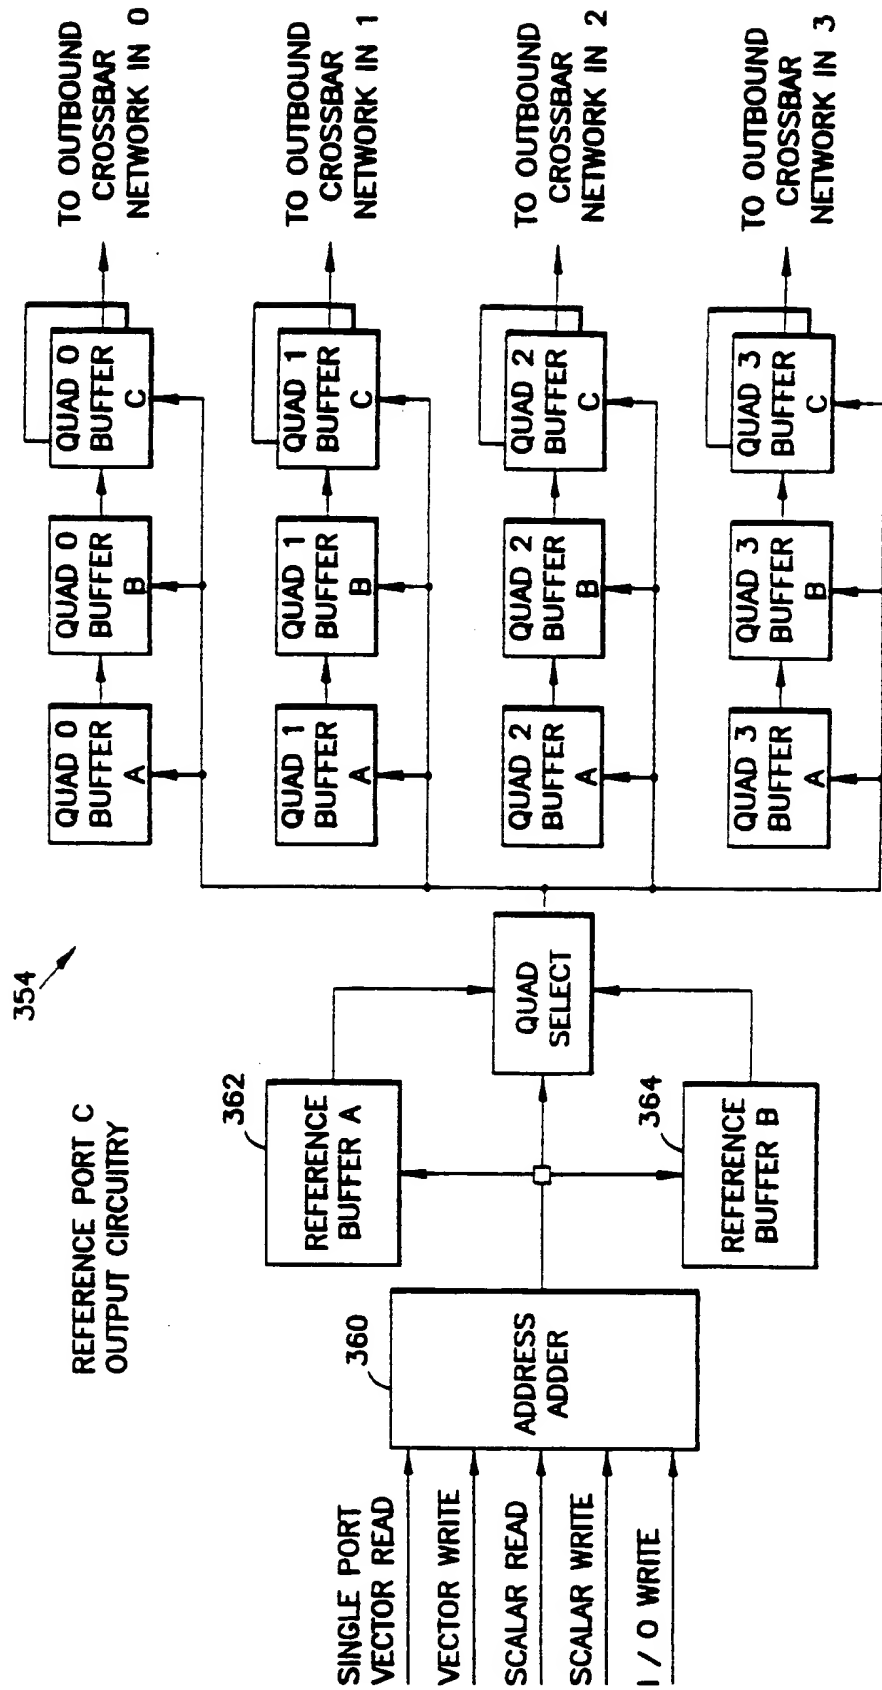 REFERENCE PORT C
OUTPUT CIRCUITRY
354
SINGLE PORT
VECTOR READ
VECTOR WRITE
SCALAR READ
SCALAR WRITE
I / O WRITE
360
ADDRESS
ADDER
362
REFERENCE
BUFFER A
364
REFERENCE
BUFFER B
QUAD
SELECT
QUAD 0
BUFFER
A
QUAD 0
BUFFER
B
QUAD 0
BUFFER
C
TO OUTBOUND
CROSSBAR
NETWORK IN 0
QUAD 1
BUFFER
A
QUAD 1
BUFFER
B
QUAD 1
BUFFER
C
TO OUTBOUND
CROSSBAR
NETWORK IN 1
QUAD 2
BUFFER
A
QUAD 2
BUFFER
B
QUAD 2
BUFFER
C
TO OUTBOUND
CROSSBAR
NETWORK IN 2
QUAD 3
BUFFER
A
QUAD 3
BUFFER
B
QUAD 3
BUFFER
C
TO OUTBOUND
CROSSBAR
NETWORK IN 3